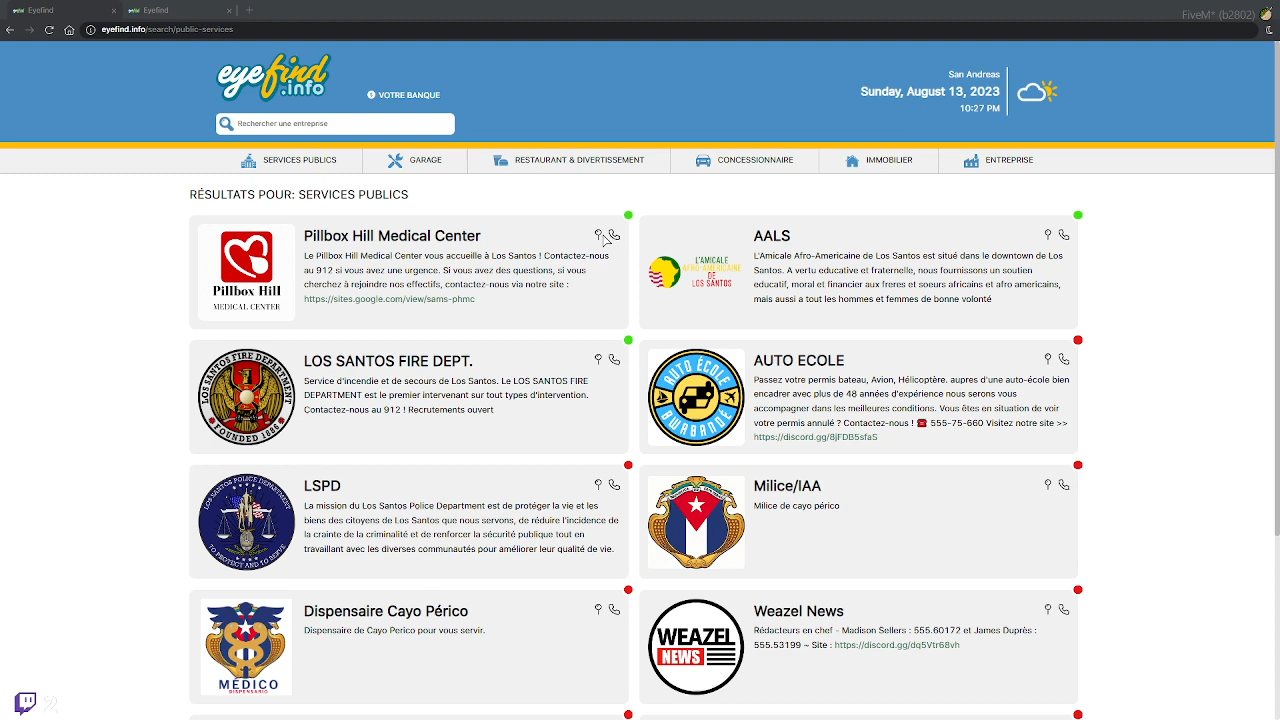 Eyefind
Eyefind
FiveM* (b2802)
eyefind.info/search/public-services
eyefind
.info
VOTRE BANQUE
San Andreas
Sunday, August 13, 2023
10:27 PM
Rechercher une entreprise
SERVICES PUBLICS
GARAGE
RESTAURANT & DIVERTISSEMENT
CONCESSIONNAIRE
IMMOBILIER
ENTREPRISE
RÉSULTATS POUR: SERVICES PUBLICS
Pillbox Hill
MEDICAL CENTER
Pillbox Hill Medical Center
Le Pillbox Hill Medical Center vous accueille à Los Santos ! Contactez-nous
au 912 si vous avez une urgence. Si vous avez des questions, si vous
cherchez à rejoindre nos effectifs, contactez-nous via notre site :
https://sites.google.com/view/sams-phmc
L'AMICALE
AFRO-AMERICAINE
DE
LOS SANTOS
AALS
L'Amicale Afro-Americaine de Los Santos est situé dans le downtown de Los
Santos. A vertu educative et fraternelle, nous fournissons un soutien
educatif, moral et financier aux freres et soeurs africains et afro americains,
mais aussi a tout les hommes et femmes de bonne volonté
LOS SANTOS FIRE DEPARTMENT
FOUNDED 1886
LOS SANTOS FIRE DEPT.
Service d'incendie et de secours de Los Santos. Le LOS SANTOS FIRE
DEPARTMENT est le premier intervenant sur tout types d'intervention.
Contactez-nous au 912 ! Recrutements ouvert
AUTO ÉCOLE
RWABANDE
AUTO ECOLE
Passez votre permis bateau, Avion, Hélicoptère. aupres d'une auto-école bien
encadrer avec plus de 48 années d'expérience nous serons vous
accompagner dans les meilleures conditions. Vous êtes en situation de voir
votre permis annulé ? Contactez-nous ! ☎️ 555-75-660 Visitez notre site >>
https://discord.gg/8jFDB5sfaS
LOS SANTOS POLICE DEPARTMENT
TO PROTECT AND TO SERVE
LSPD
La mission du Los Santos Police Department est de protéger la vie et les
biens des citoyens de Los Santos que nous servons, de réduire l'incidence de
la crainte de la criminalité et de renforcer la sécurité publique tout en
travaillant avec les diverses communautés pour améliorer leur qualité de vie.
Milice/IAA
Milice de cayo périco
MÉDICO
DISPENSARIO
Dispensaire Cayo Périco
Dispensaire de Cayo Perico pour vous servir.
WEAZEL
NEWS
Weazel News
Rédacteurs en chef - Madison Sellers : 555.60172 et James Duprès :
555.53199 ~ Site : https://discord.gg/dq5Vtr68vh